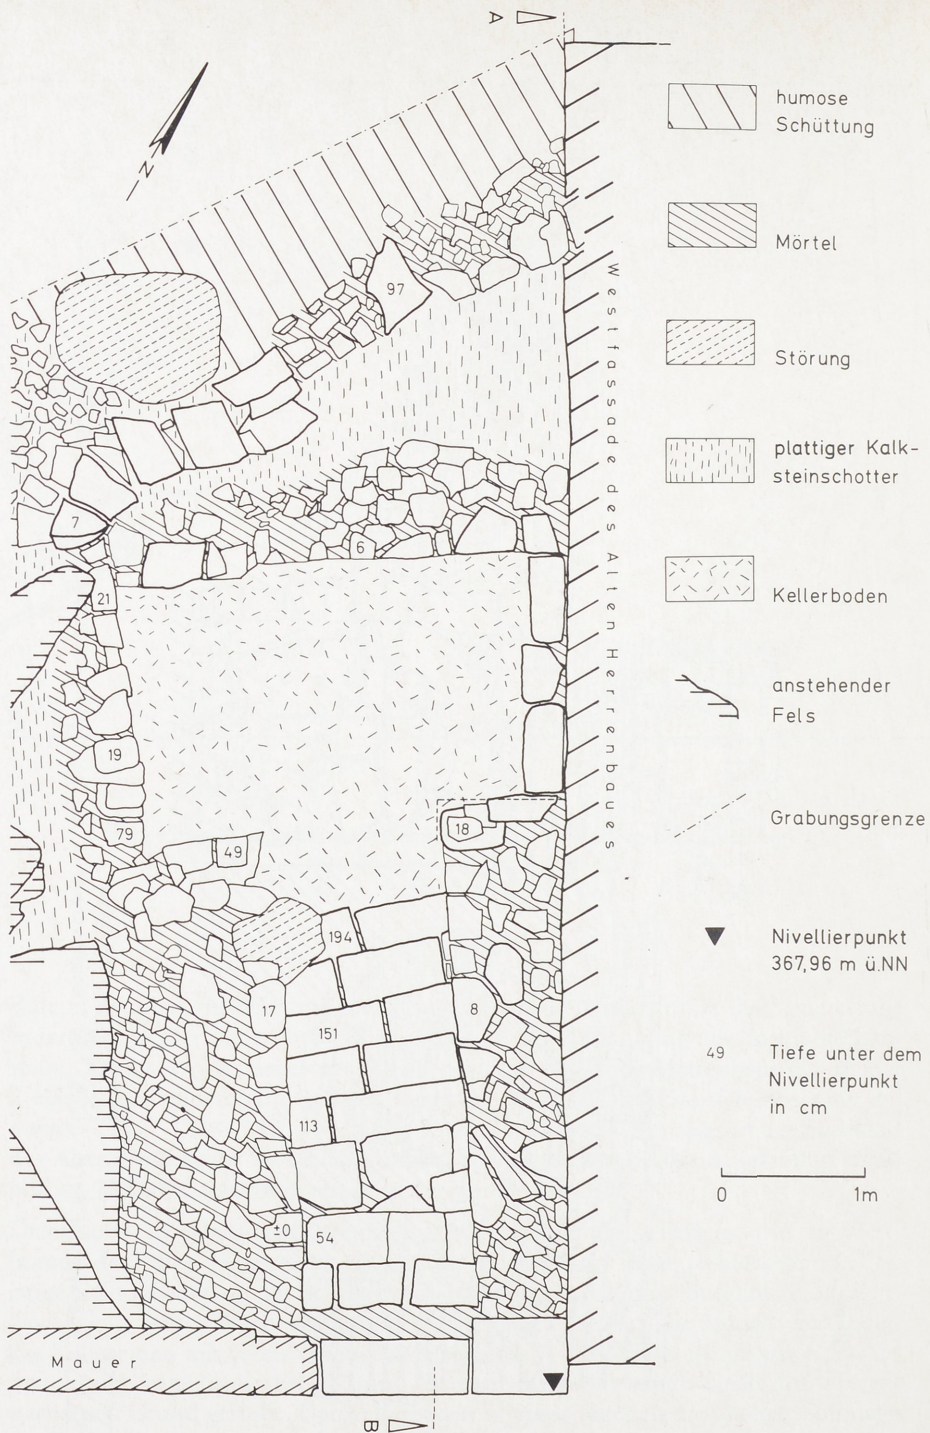 A
N
humose
Schüttung
Mörtel
Störung
plattiger Kalk-
steinschotter
Kellerboden
anstehender
Fels
Grabungsgrenze
Nivellierpunkt
367,96 m ü.NN
49 Tiefe unter dem
Nivellierpunkt
in cm
0 1m
Westfassade des Alten Herrenbaues
97
7
6
21
19
79
49
18
194
17
8
151
113
±0
54
Mauer
B